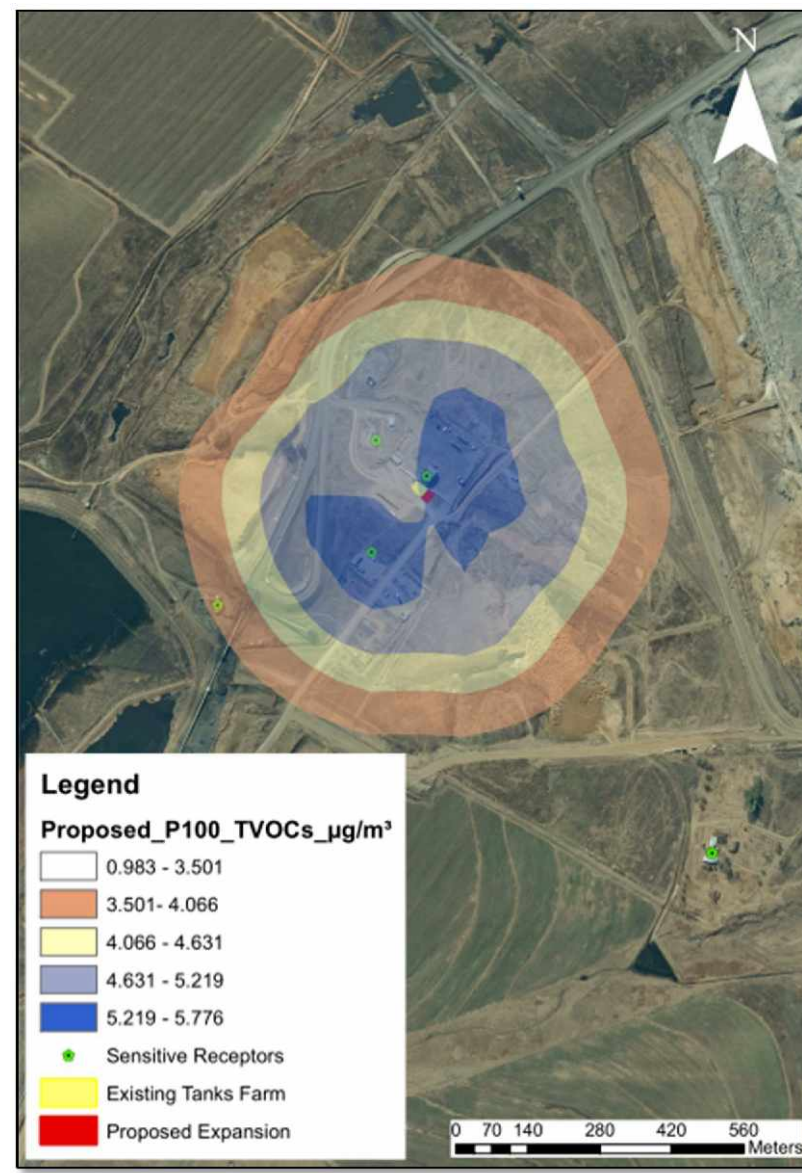 N
Legend
Proposed_P100_TVOCs_µg/m³
0.983 - 3.501
3.501- 4.066
4.066 - 4.631
4.631 - 5.219
5.219 - 5.776
Sensitive Receptors
Existing Tanks Farm
Proposed Expansion
0 70 140 280 420 560
Meters